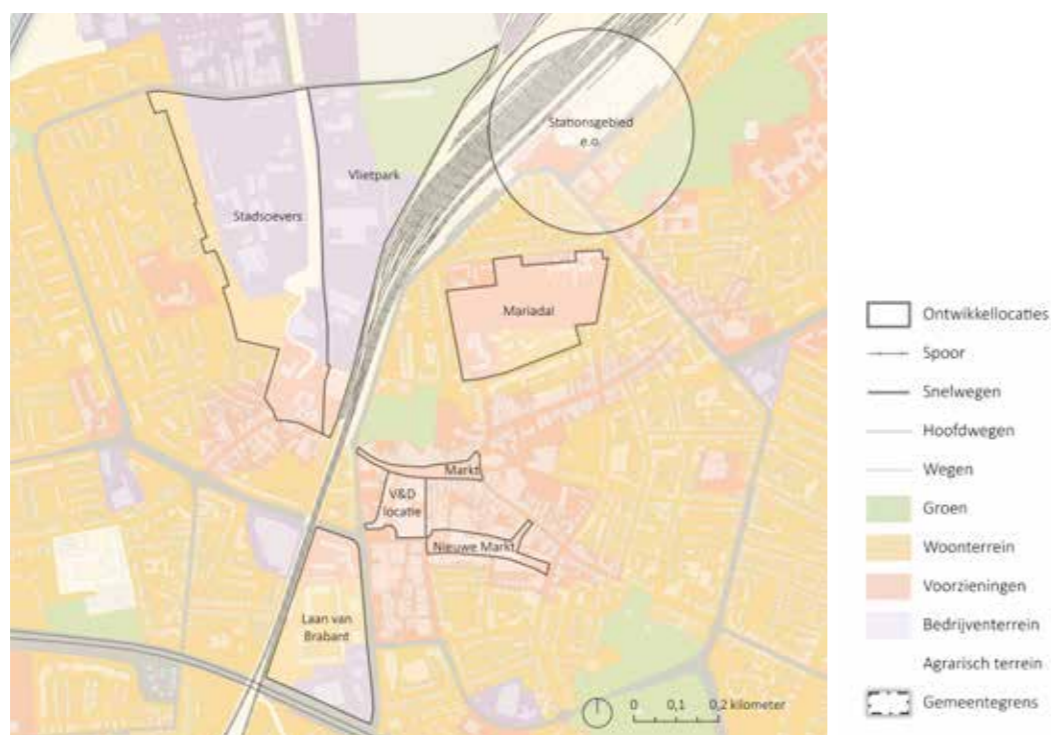 Stationsgebied
e.o.
Vlietpark
Stadsoevers
Mariadal
Markt
V&D
locatie
Nieuwe Markt
Laan van
Brabant
0 0,1 0,2 kilometer
Ontwikkellocaties
Spoor
Snelwegen
Hoofdwegen
Wegen
Groen
Woonterrein
Voorzieningen
Bedrijventerrein
Agrarisch terrein
Gemeentegrens